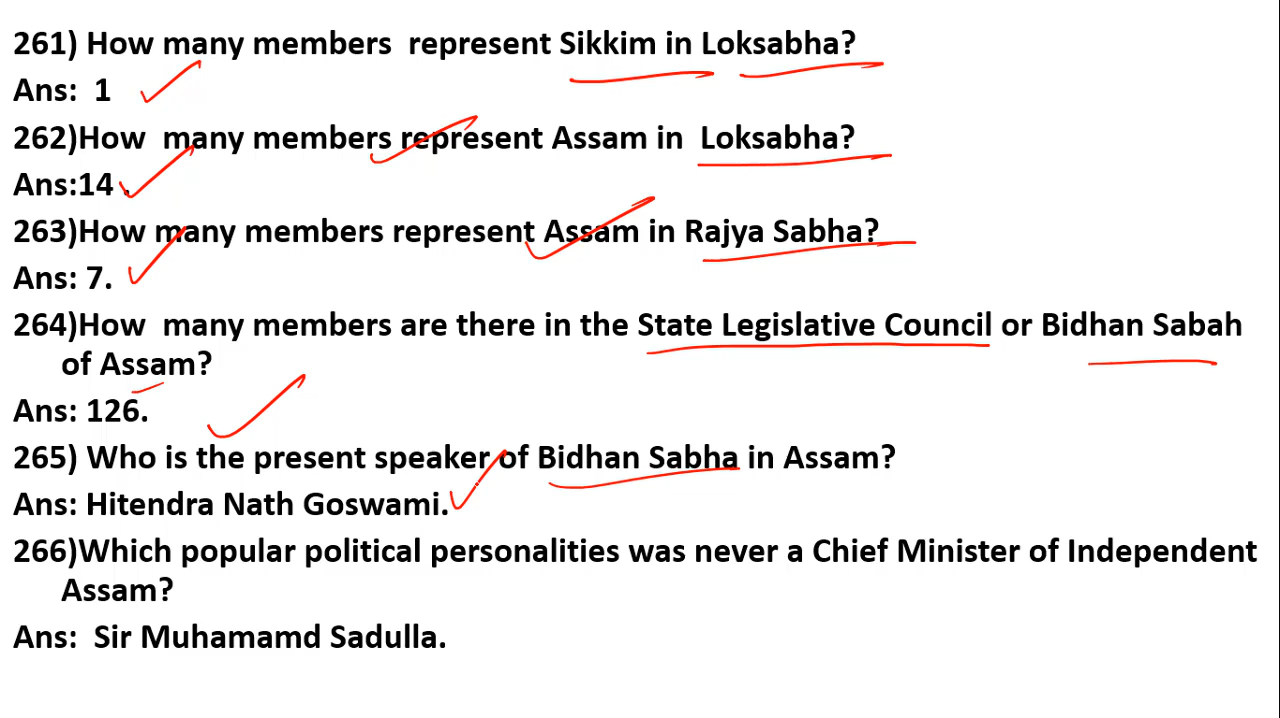 261) How many members represent Sikkim in Loksabha?
Ans: 1
262)How many members represent Assam in Loksabha?
Ans:14 .
263)How many members represent Assam in Rajya Sabha?
Ans: 7.
264)How many members are there in the State Legislative Council or Bidhan Sabah
of Assam?
Ans: 126.
265) Who is the present speaker of Bidhan Sabha in Assam?
Ans: Hitendra Nath Goswami.
266)Which popular political personalities was never a Chief Minister of Independent
Assam?
Ans: Sir Muhamamd Sadulla.